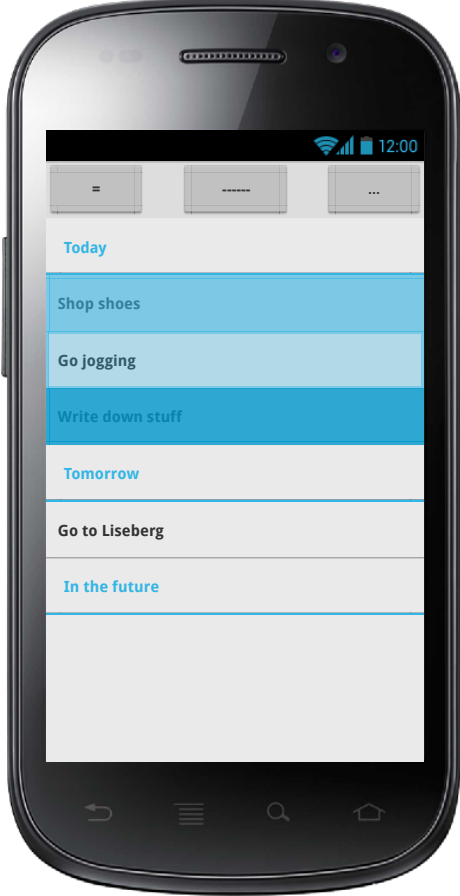 12:00
=
------
...
Today
Shop shoes
Go jogging
Write down stuff
Tomorrow
Go to Liseberg
In the future